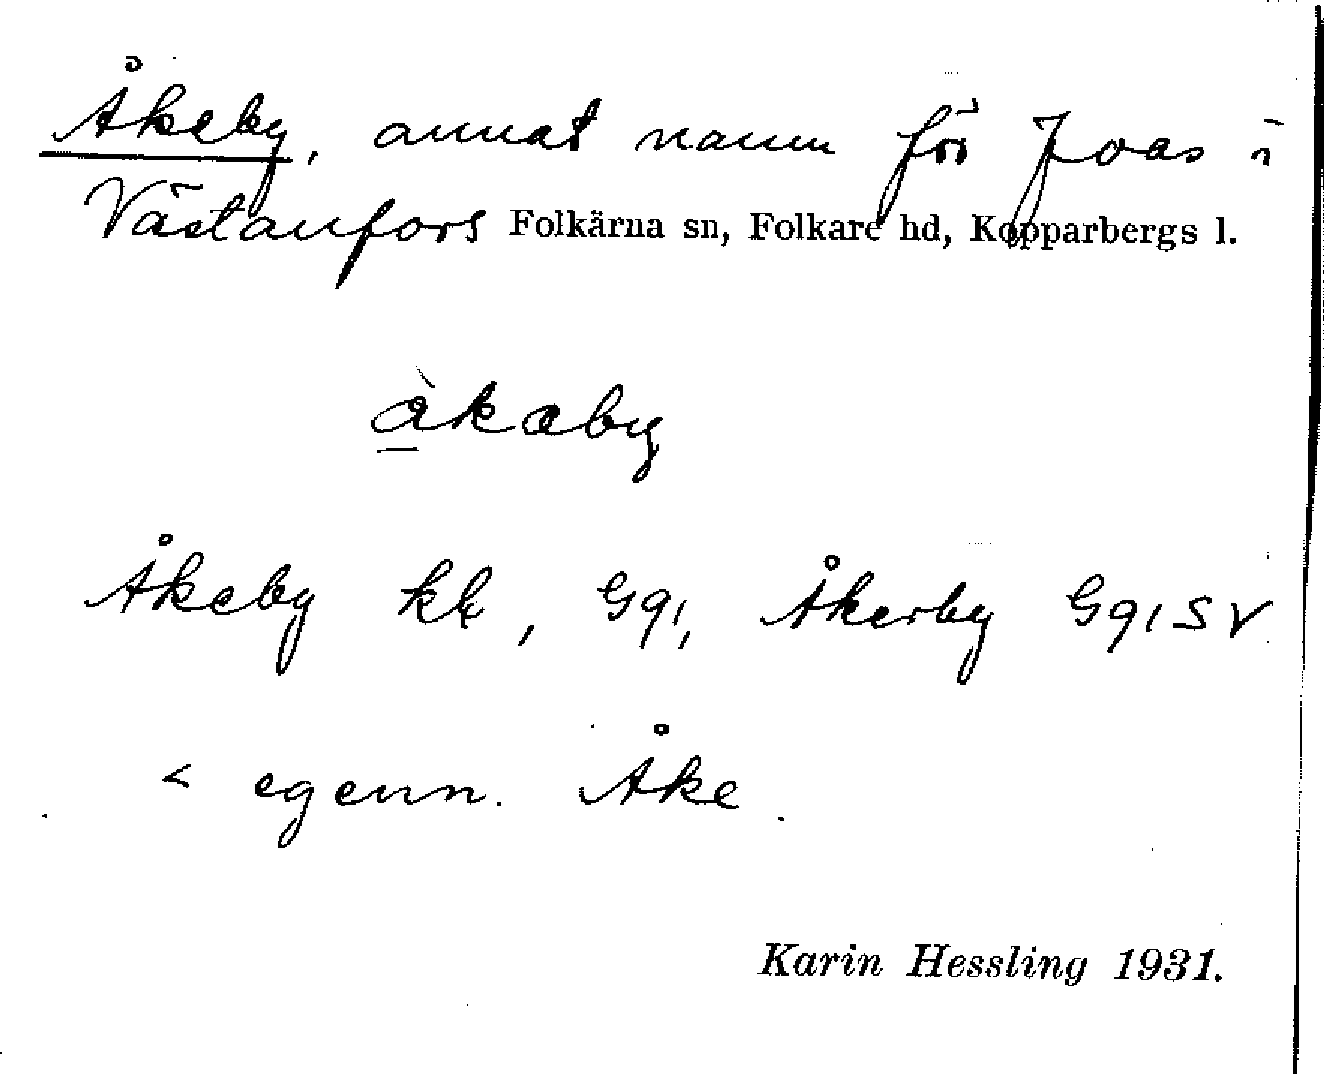 Åkeby, annat namn för Joas i
Västanfors Folkärna sn, Folkare hd, Kopparbergs l.
åkaby
Åkeby kk, G91, Åkerby G91SV
< egenn. Åke.
Karin Hessling 1931.